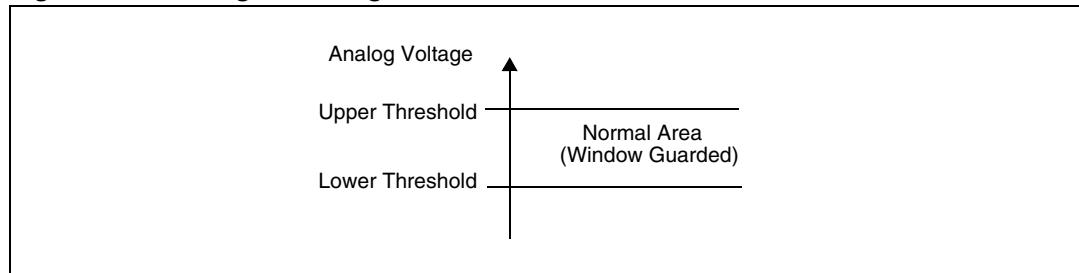 Analog Voltage
Upper Threshold
Normal Area
(Window Guarded)
Lower Threshold